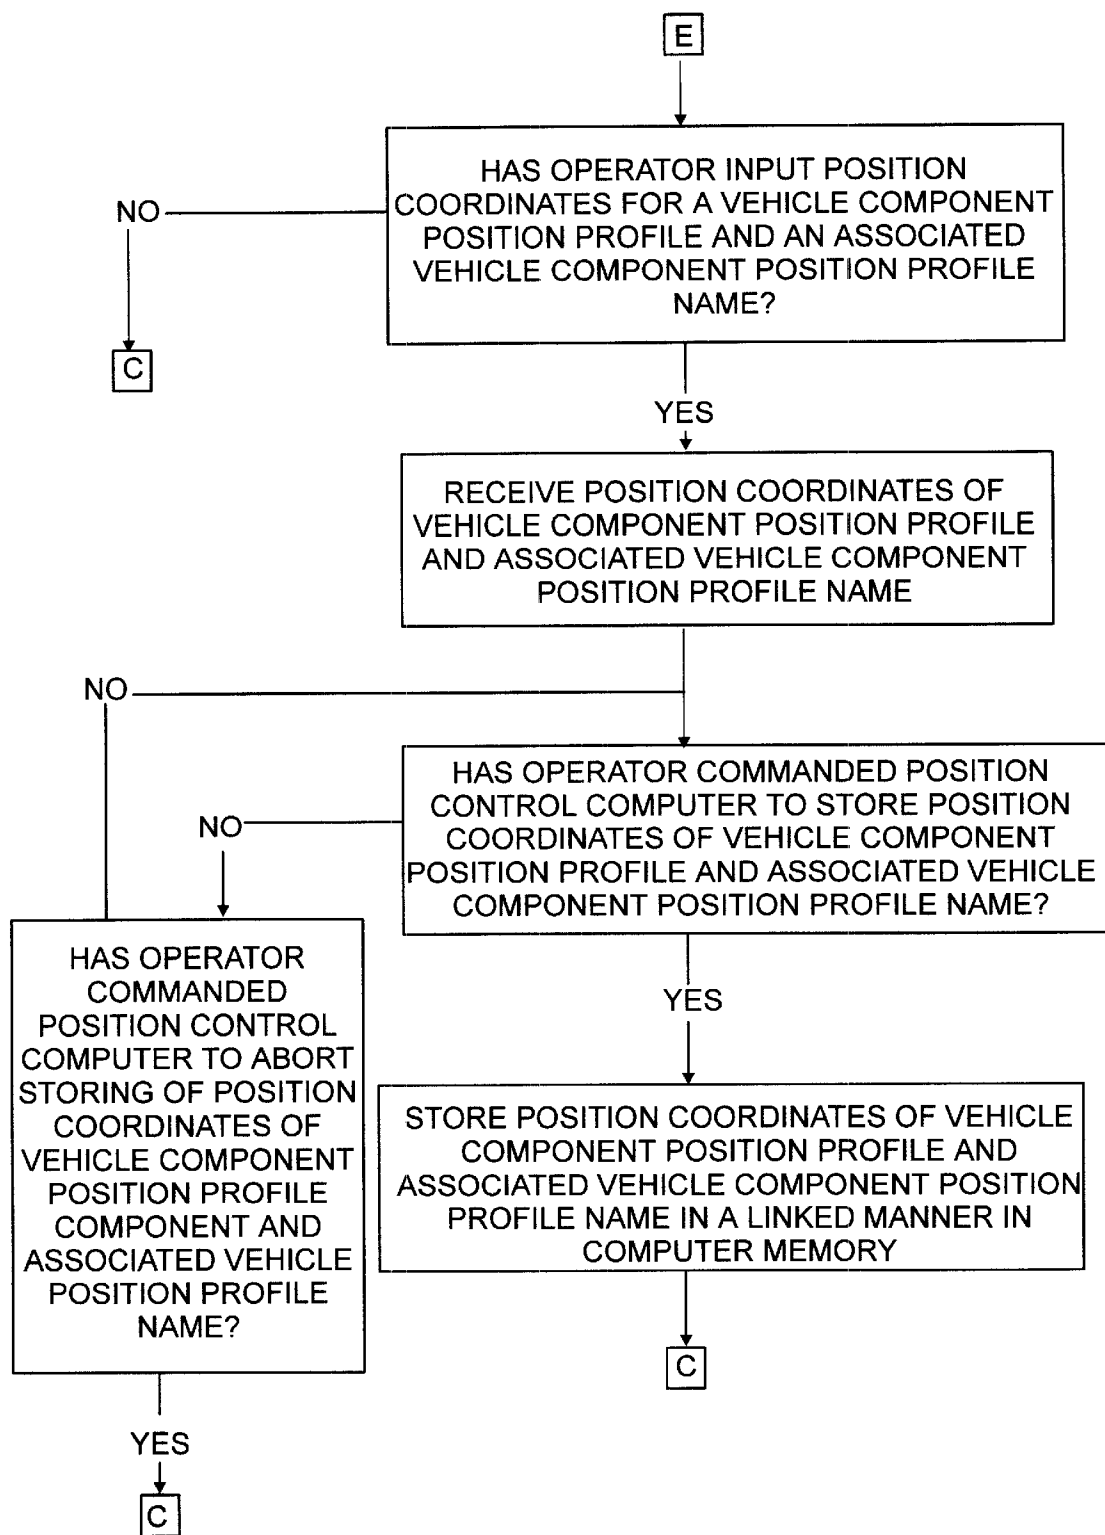 E
HAS OPERATOR INPUT POSITION
COORDINATES FOR A VEHICLE COMPONENT
POSITION PROFILE AND AN ASSOCIATED
VEHICLE COMPONENT POSITION PROFILE
NAME?
NO
C
YES
RECEIVE POSITION COORDINATES OF
VEHICLE COMPONENT POSITION PROFILE
AND ASSOCIATED VEHICLE COMPONENT
POSITION PROFILE NAME
NO
HAS OPERATOR COMMANDED POSITION
CONTROL COMPUTER TO STORE POSITION
COORDINATES OF VEHICLE COMPONENT
POSITION PROFILE AND ASSOCIATED VEHICLE
COMPONENT POSITION PROFILE NAME?
NO
HAS OPERATOR
COMMANDED
POSITION CONTROL
COMPUTER TO ABORT
STORING OF POSITION
COORDINATES OF
VEHICLE COMPONENT
POSITION PROFILE
COMPONENT AND
ASSOCIATED VEHICLE
POSITION PROFILE
NAME?
YES
STORE POSITION COORDINATES OF VEHICLE
COMPONENT POSITION PROFILE AND
ASSOCIATED VEHICLE COMPONENT POSITION
PROFILE NAME IN A LINKED MANNER IN
COMPUTER MEMORY
C
YES
C